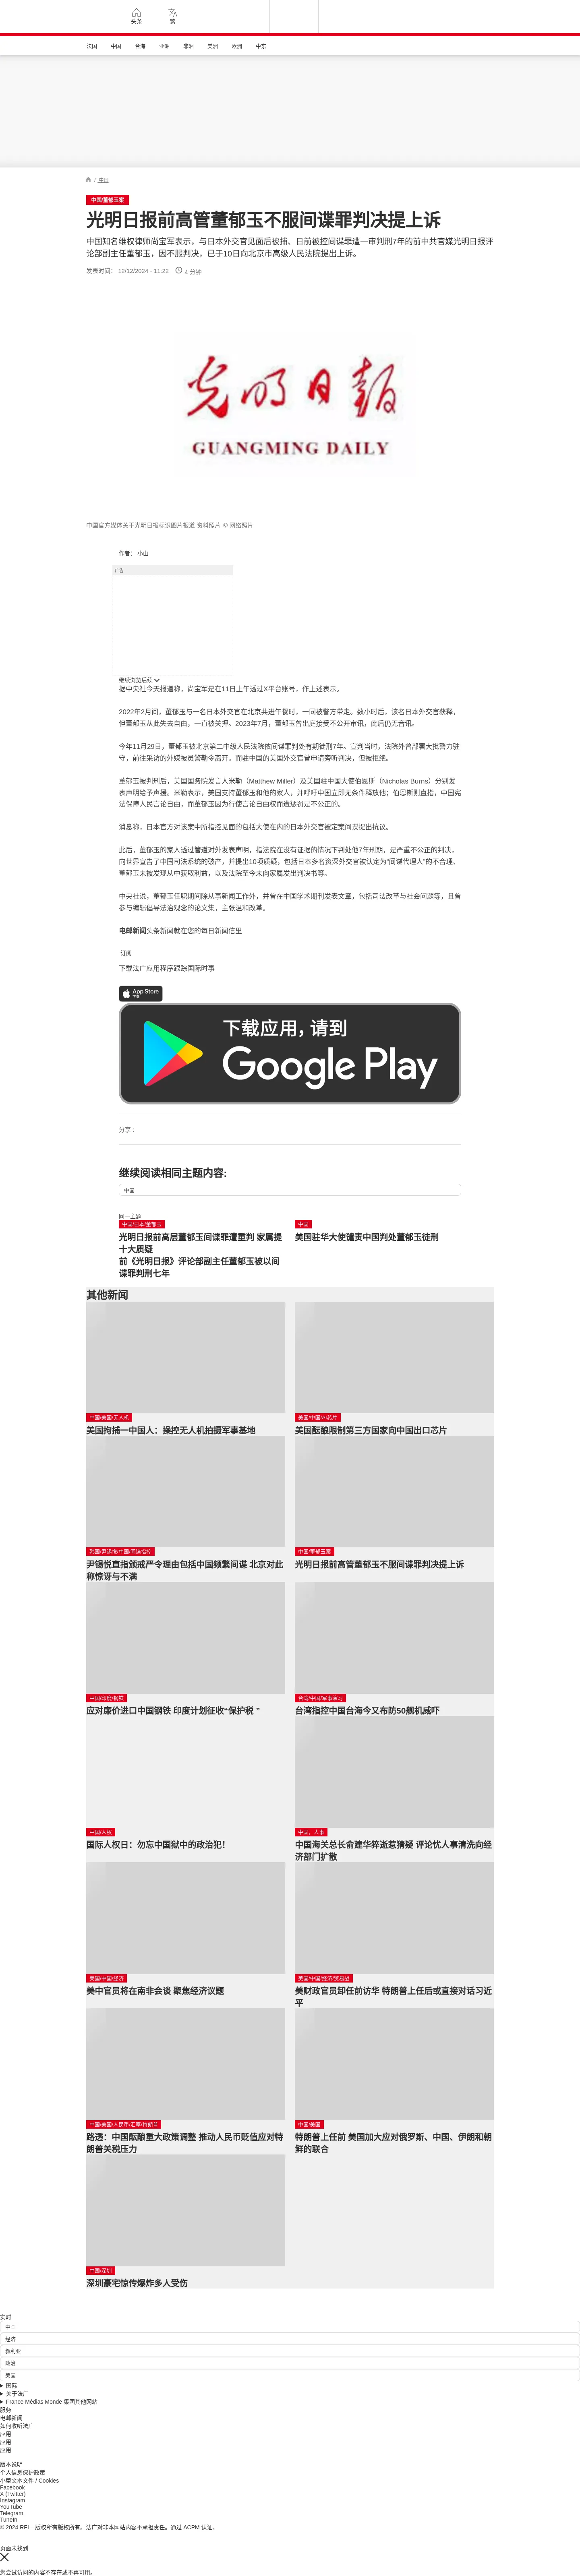 头条
繁
法国 中国 台海 亚洲 非洲 美洲 欧洲 中东
/ 中国
中国/董郁玉案
光明日报前高管董郁玉不服间谍罪判决提上诉
中国知名维权律师尚宝军表示，与日本外交官见面后被捕、日前被控间谍罪遭一审判刑7年的前中共官媒光明日报评
论部副主任董郁玉，因不服判决，已于10日向北京市高级人民法院提出上诉。
发表时间： 12/12/2024 - 11:22 4 分钟
光明日报
GUANGMING DAILY
中国官方媒体关于光明日报标识图片报道 资料照片 © 网络照片
作者： 小山
广告
继续浏览后续
据中央社今天报道称，尚宝军是在11日上午透过X平台账号，作上述表示。
2022年2月间，董郁玉与一名日本外交官在北京共进午餐时，一同被警方带走。数小时后，该名日本外交官获释，
但董郁玉从此失去自由，一直被关押。2023年7月，董郁玉曾出庭接受不公开审讯，此后仍无音讯。
今年11月29日，董郁玉被北京第二中级人民法院依间谍罪判处有期徒刑7年。宣判当时，法院外曾部署大批警力驻
守，前往采访的外媒被员警勒令离开。而驻中国的美国外交官曾申请旁听判决，但被拒绝。
董郁玉被判刑后，美国国务院发言人米勒（Matthew Miller）及美国驻中国大使伯恩斯（Nicholas Burns）分别发
表声明给予声援。米勒表示，美国支持董郁玉和他的家人，并呼吁中国立即无条件释放他；伯恩斯则直指，中国宪
法保障人民言论自由，而董郁玉因为行使言论自由权而遭惩罚是不公正的。
消息称，日本官方对该案中所指控见面的包括大使在内的日本外交官被定案间谍提出抗议。
此后，董郁玉的家人透过管道对外发表声明，指法院在没有证据的情况下判处他7年刑期，是严重不公正的判决，
向世界宣告了中国司法系统的破产，并提出10项质疑，包括日本多名资深外交官被认定为“间谍代理人”的不合理、
董郁玉未被发现从中获取利益，以及法院至今未向家属发出判决书等。
中央社说，董郁玉任职期间除从事新闻工作外，并曾在中国学术期刊发表文章，包括司法改革与社会问题等，且曾
参与编辑倡导法治观念的论文集，主张温和改革。
电邮新闻头条新闻就在您的每日新闻信里
订阅
下载法广应用程序跟踪国际时事
App Store
下载
下载应用，请到
Google Play
分享 :
继续阅读相同主题内容:
中国
同一主题
中国/日本/董郁玉
光明日报前高层董郁玉间谍罪遭重判 家属提
十大质疑
前《光明日报》评论部副主任董郁玉被以间
谍罪判刑七年
中国
美国驻华大使谴责中国判处董郁玉徒刑
其他新闻
中国/美国/无人机
美国拘捕一中国人：操控无人机拍摄军事基地
美国/中国/AI芯片
美国酝酿限制第三方国家向中国出口芯片
韩国/尹锡悦/中国/间谍指控
尹锡悦直指颁戒严令理由包括中国频繁间谍 北京对此
称惊讶与不满
中国/董郁玉案
光明日报前高管董郁玉不服间谍罪判决提上诉
中国/印度/钢铁
应对廉价进口中国钢铁 印度计划征收“保护税 ”
台湾/中国/军事演习
台湾指控中国台海今又布防50舰机威吓
中国/人权
国际人权日：勿忘中国狱中的政治犯！
中国、人事
中国海关总长俞建华猝逝惹猜疑 评论忧人事清洗向经
济部门扩散
美国/中国/经济
美中官员将在南非会谈 聚焦经济议题
美国/中国/经济/贸易战
美财政官员卸任前访华 特朗普上任后或直接对话习近
平
中国/美国/人民币/汇率/特朗普
路透：中国酝酿重大政策调整 推动人民币贬值应对特
朗普关税压力
中国/美国
特朗普上任前 美国加大应对俄罗斯、中国、伊朗和朝
鲜的联合
中国/深圳
深圳豪宅惊传爆炸多人受伤
实时
中国
经济
叙利亚
政治
美国
国际
关于法广
France Médias Monde 集团其他网站
服务
电邮新闻
如何收听法广
应用
应用
应用
版本说明
个人信息保护政策
小型文本文件 / Cookies
Facebook
X (Twitter)
Instagram
YouTube
Telegram
TuneIn
© 2024 RFI – 版权所有版权所有。法广对非本网站内容不承担责任。通过 ACPM 认证。
页面未找到
您尝试访问的内容不存在或不再可用。